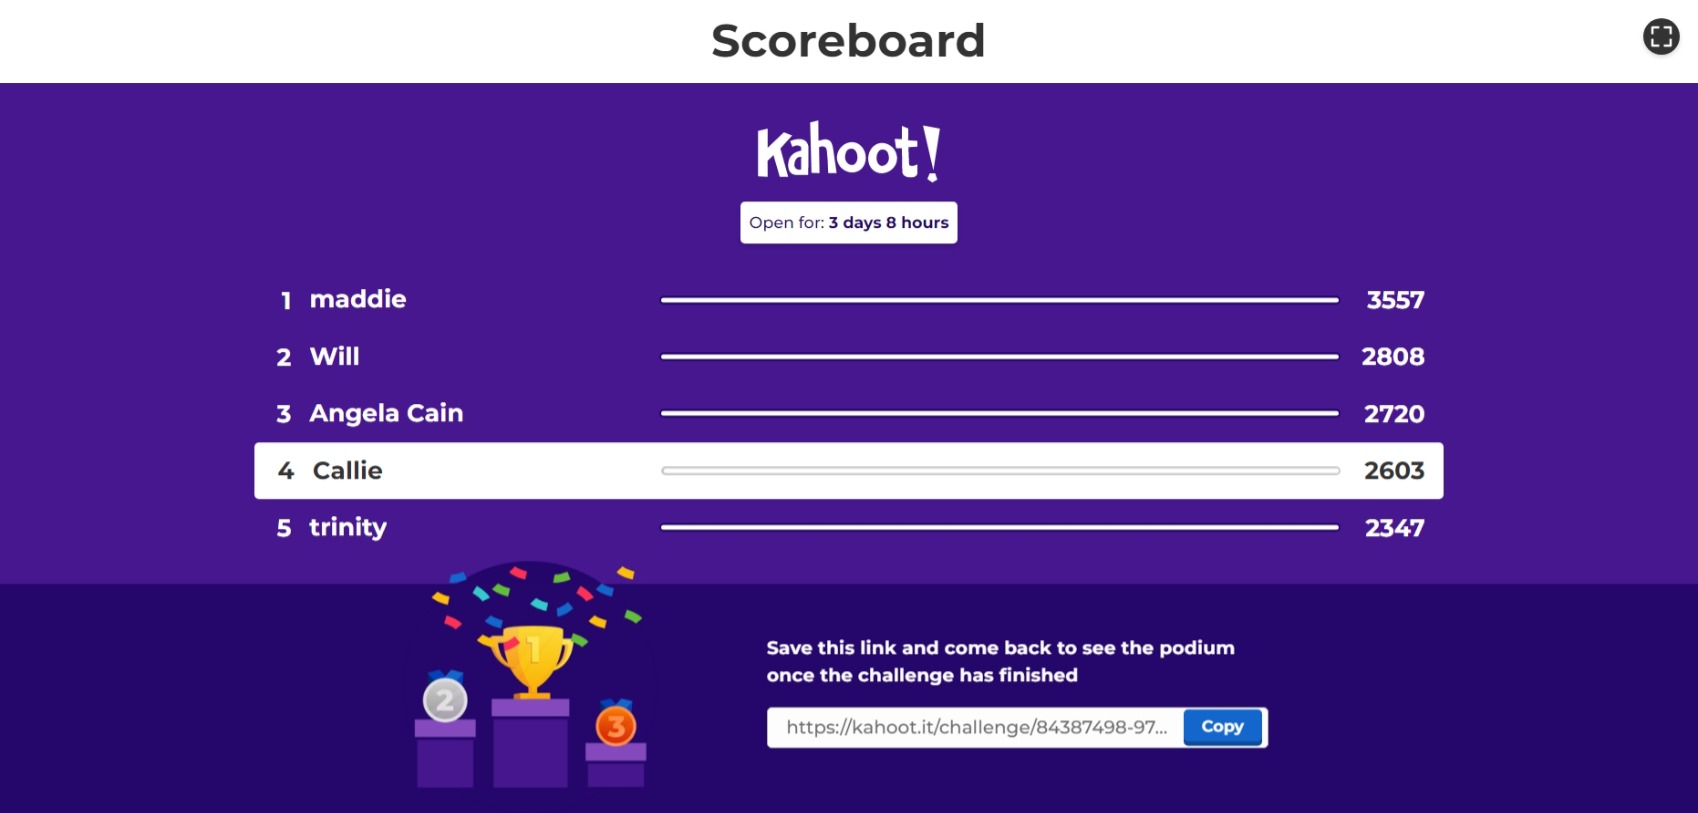 Scoreboard
Kahoot!
Open for: 3 days 8 hours
1 maddie 3557
2 Will 2808
3 Angela Cain 2720
4 Callie 2603
5 trinity 2347
1
2
3
Save this link and come back to see the podium
once the challenge has finished
https://kahoot.it/challenge/84387498-97... Copy